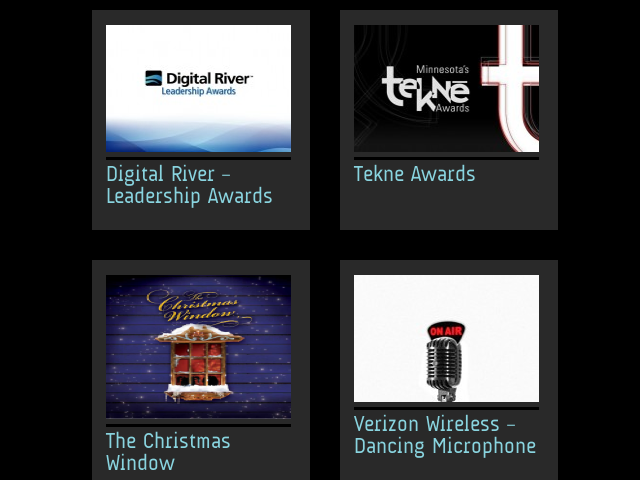 Digital River™
Leadership Awards
Digital River –
Leadership Awards
Minnesota's
tekne
Awards
Tekne Awards
The
Christmas
Window
The Christmas
Window
ON AIR
Verizon Wireless –
Dancing Microphone